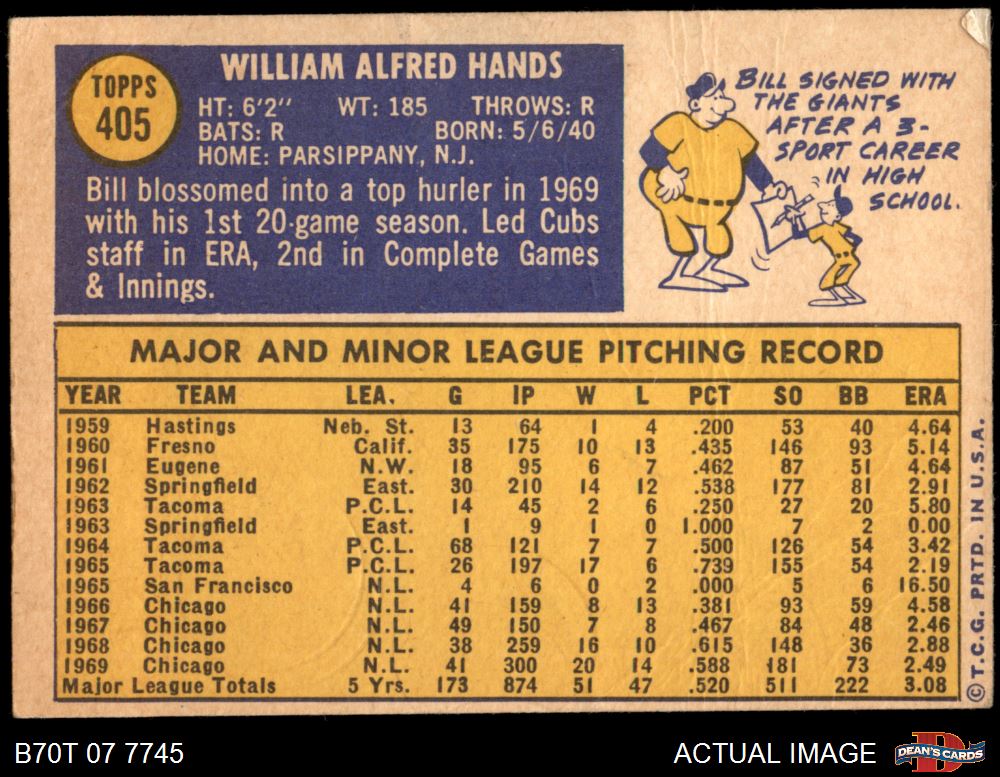 TOPPS
405
WILLIAM ALFRED HANDS
HT: 6'2" WT: 185 THROWS: R
BATS: R BORN: 5/6/40
HOME: PARSIPPANY, N.J.
Bill blossomed into a top hurler in 1969
with his 1st 20-game season. Led Cubs
staff in ERA, 2nd in Complete Games
& Innings.
BILL SIGNED WITH
THE GIANTS
AFTER A 3-
SPORT CAREER
IN HIGH
SCHOOL.
MAJOR AND MINOR LEAGUE PITCHING RECORD
YEAR TEAM LEA. G IP W L PCT SO BB ERA
1959 Hastings Neb. St. 13 64 1 4 .200 53 40 4.64
1960 Fresno Calif. 35 175 10 13 .435 146 93 5.14
1961 Eugene N.W. 18 95 6 7 .462 87 51 4.64
1962 Springfield East. 30 210 14 12 .538 177 81 2.91
1963 Tacoma P.C.L. 14 45 2 6 .250 27 20 5.80
1963 Springfield East. 1 9 1 0 1.000 7 2 0.00
1964 Tacoma P.C.L. 68 121 7 7 .500 126 54 3.42
1965 Tacoma P.C.L. 26 197 17 6 .739 155 54 2.19
1965 San Francisco N.L. 4 6 0 2 .000 5 6 16.50
1966 Chicago N.L. 41 159 8 13 .381 93 59 4.58
1967 Chicago N.L. 49 150 7 8 .467 84 48 2.46
1968 Chicago N.L. 38 259 16 10 .615 148 36 2.88
1969 Chicago N.L. 41 300 20 14 .588 181 73 2.49
Major League Totals 5 Yrs. 173 874 51 47 .520 511 222 3.08
© T.C.G. PRTD. IN U.S.A.
B70T 07 7745
ACTUAL IMAGE
DEAN'S CARDS